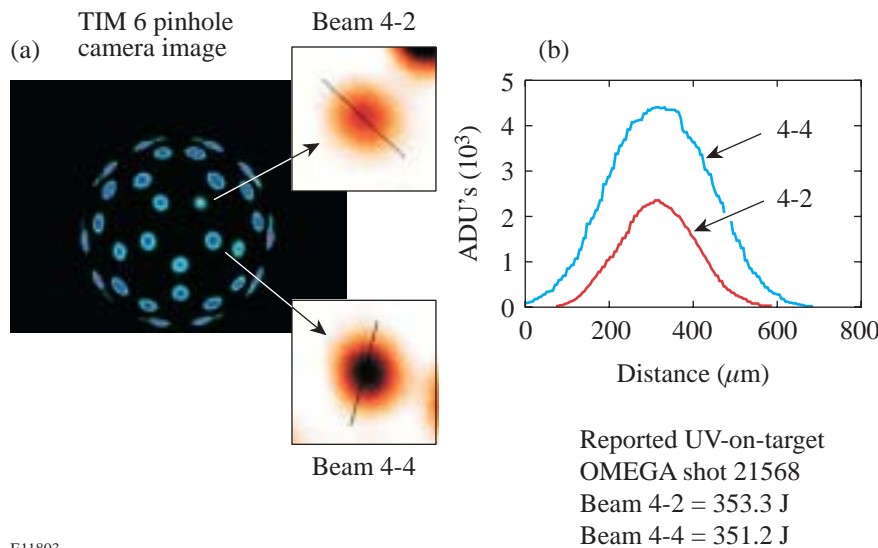 TIM 6 pinhole
camera image
(a)
Beam 4-2
Beam 4-4
(b)
5
4
3
2
1
0
ADU's (10³)
4-4
4-2
0
200
400
600
800
Distance (μm)
Reported UV-on-target
OMEGA shot 21568
Beam 4-2 = 353.3 J
Beam 4-4 = 351.2 J